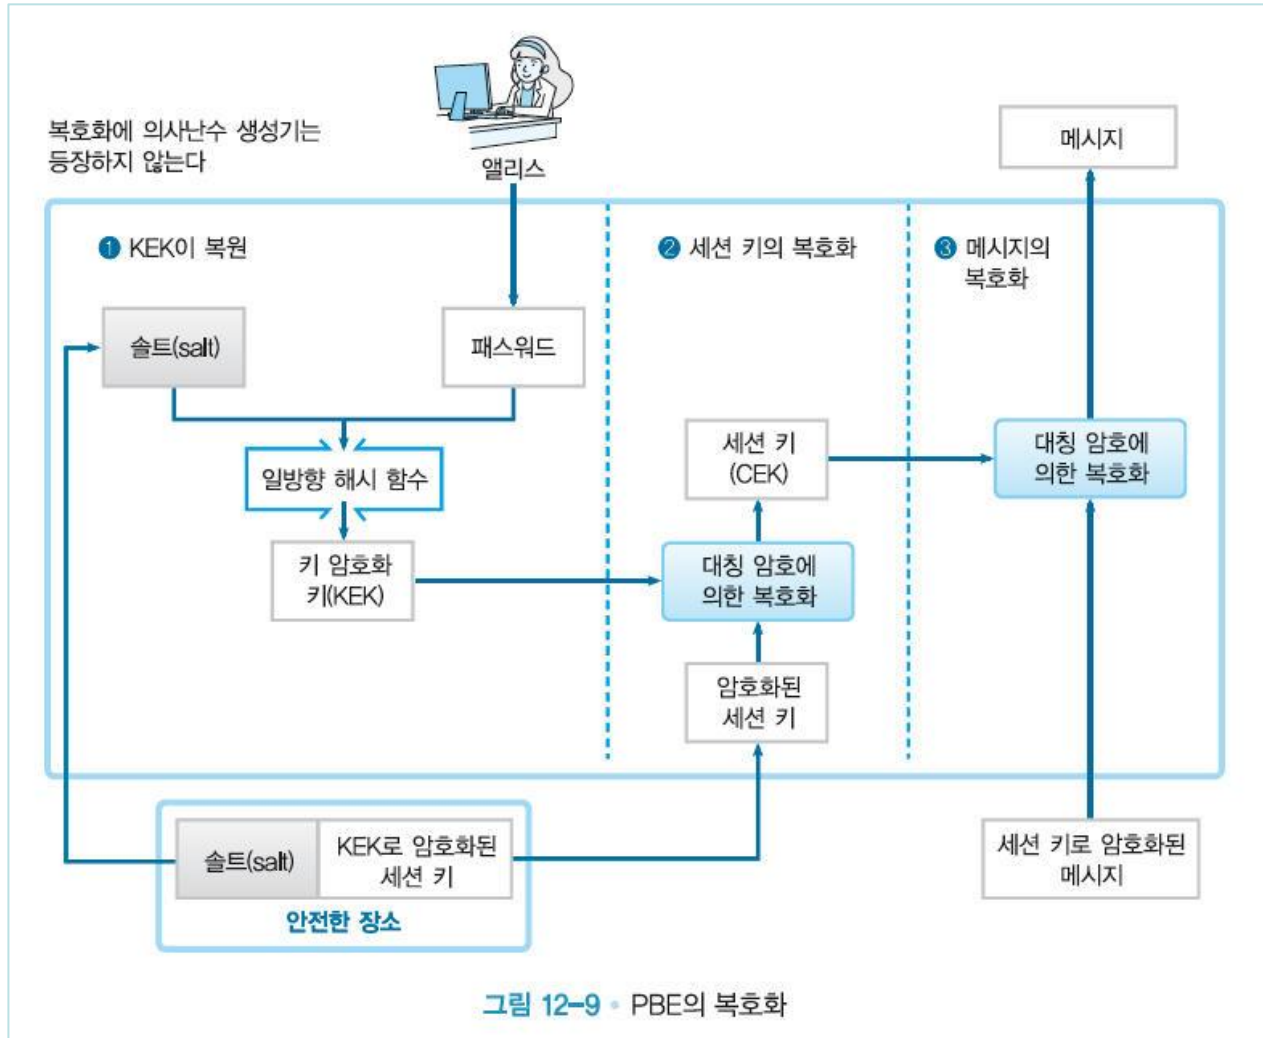 복호화에 의사난수 생성기는
등장하지 않는다
앨리스
메시지
❶ KEK이 복원
❷ 세션 키의 복호화
❸ 메시지의
복호화
솔트(salt)
패스워드
일방향 해시 함수
키 암호화
키(KEK)
세션 키
(CEK)
대칭 암호에
의한 복호화
암호화된
세션 키
대칭 암호에
의한 복호화
솔트(salt)
KEK로 암호화된
세션 키
안전한 장소
세션 키로 암호화된
메시지
그림 12-9 • PBE의 복호화